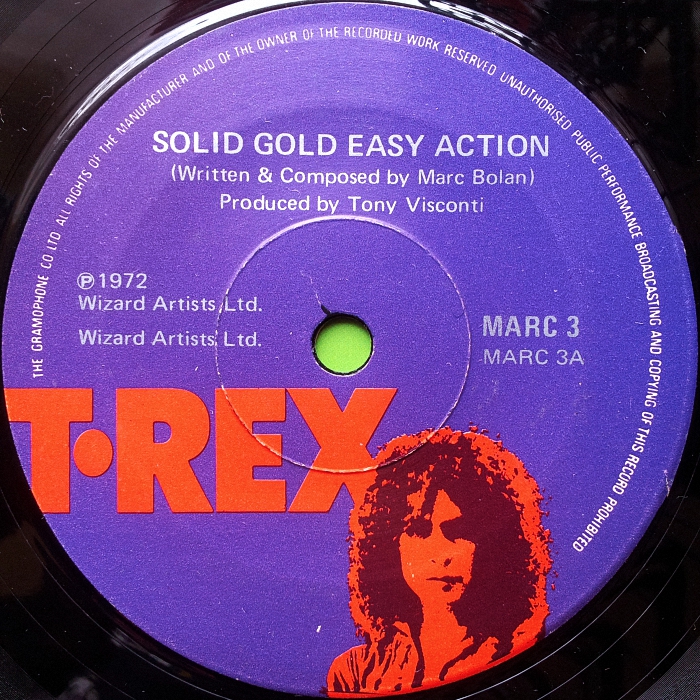 THE GRAMOPHONE CO LTD ALL RIGHTS OF THE MANUFACTURER AND OF THE OWNER OF THE RECORDED WORK RESERVED UNAUTHORISED PUBLIC PERFORMANCE BROADCASTING AND COPYING OF THIS RECORD PROHIBITED
SOLID GOLD EASY ACTION
(Written & Composed by Marc Bolan)
Produced by Tony Visconti
℗1972
Wizard Artists Ltd.
Wizard Artists Ltd.
MARC 3
MARC 3A
T·REX